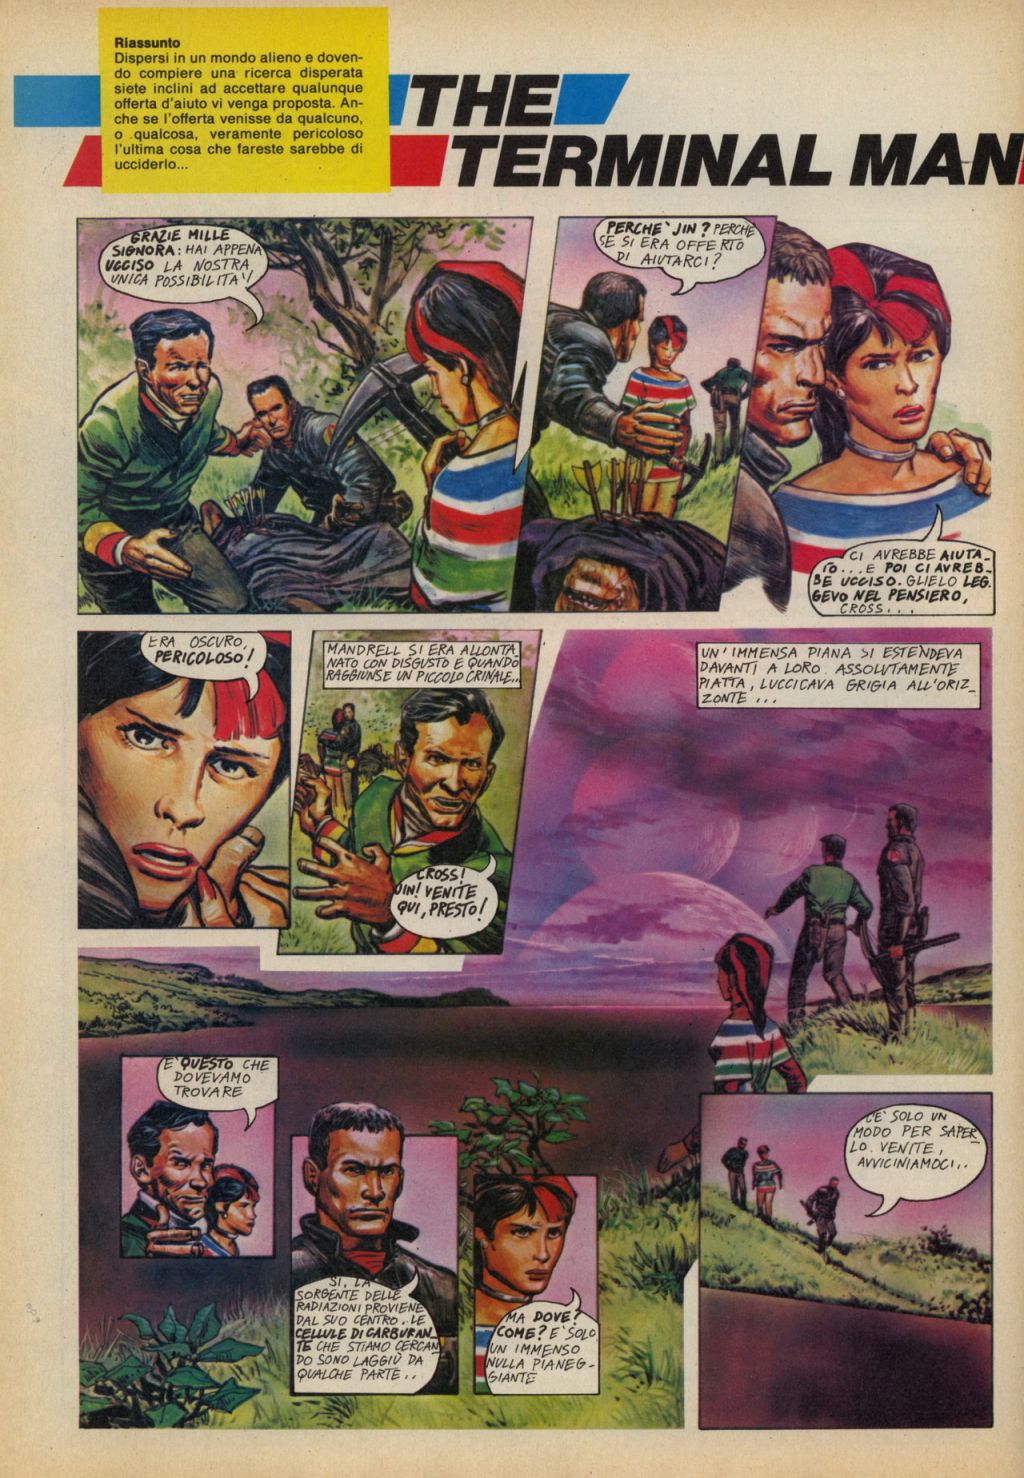 Riassunto
Dispersi in un mondo alieno e doven-
do compiere una ricerca disperata
siete inclini ad accettare qualunque
offerta d'aiuto vi venga proposta. An-
che se l'offerta venisse da qualcuno,
o qualcosa, veramente pericoloso
l'ultima cosa che fareste sarebbe di
ucciderlo...
THE
TERMINAL MAN
GRAZIE MILLE
SIGNORA: HAI APPENA
UCCISO LA NOSTRA
UNICA POSSIBILITA'!
PERCHE' JIN? PERCHE
SE SI ERA OFFERTO
DI AIUTARCI?
CI AVREBBE AIUTA-
TO...E POI CI AVREB-
BE UCCISO. GLIELO LEG-
GEVO NEL PENSIERO,
CROSS...
ERA OSCURO,
PERICOLOSO!
MANDRELL SI ERA ALLONTA
NATO CON DISGUSTO E QUANDO
RAGGIUNSE UN PICCOLO CRINALE...
CROSS!
JIN! VENITE
QUI, PRESTO!
UN'IMMENSA PIANA SI ESTENDEVA
DAVANTI A LORO. ASSOLUTAMENTE
PIATTA, LUCCICAVA GRIGIA ALL'ORIZ-
ZONTE ...
E' QUESTO CHE
DOVEVAMO
TROVARE
SI, LA
SORGENTE DELLE
RADIAZIONI PROVIENE
DAL SUO CENTRO. LE
CELLULE DI CARBURAN-
TE CHE STIAMO CERCAN
DO SONO LAGGIÙ DA
QUALCHE PARTE..
MA DOVE?
COME? E' SOLO
UN IMMENSO
NULLA PIANEG-
GIANTE
C'E' SOLO UN
MODO PER SAPER
LO. VENITE,
AVVICINIAMOCI..